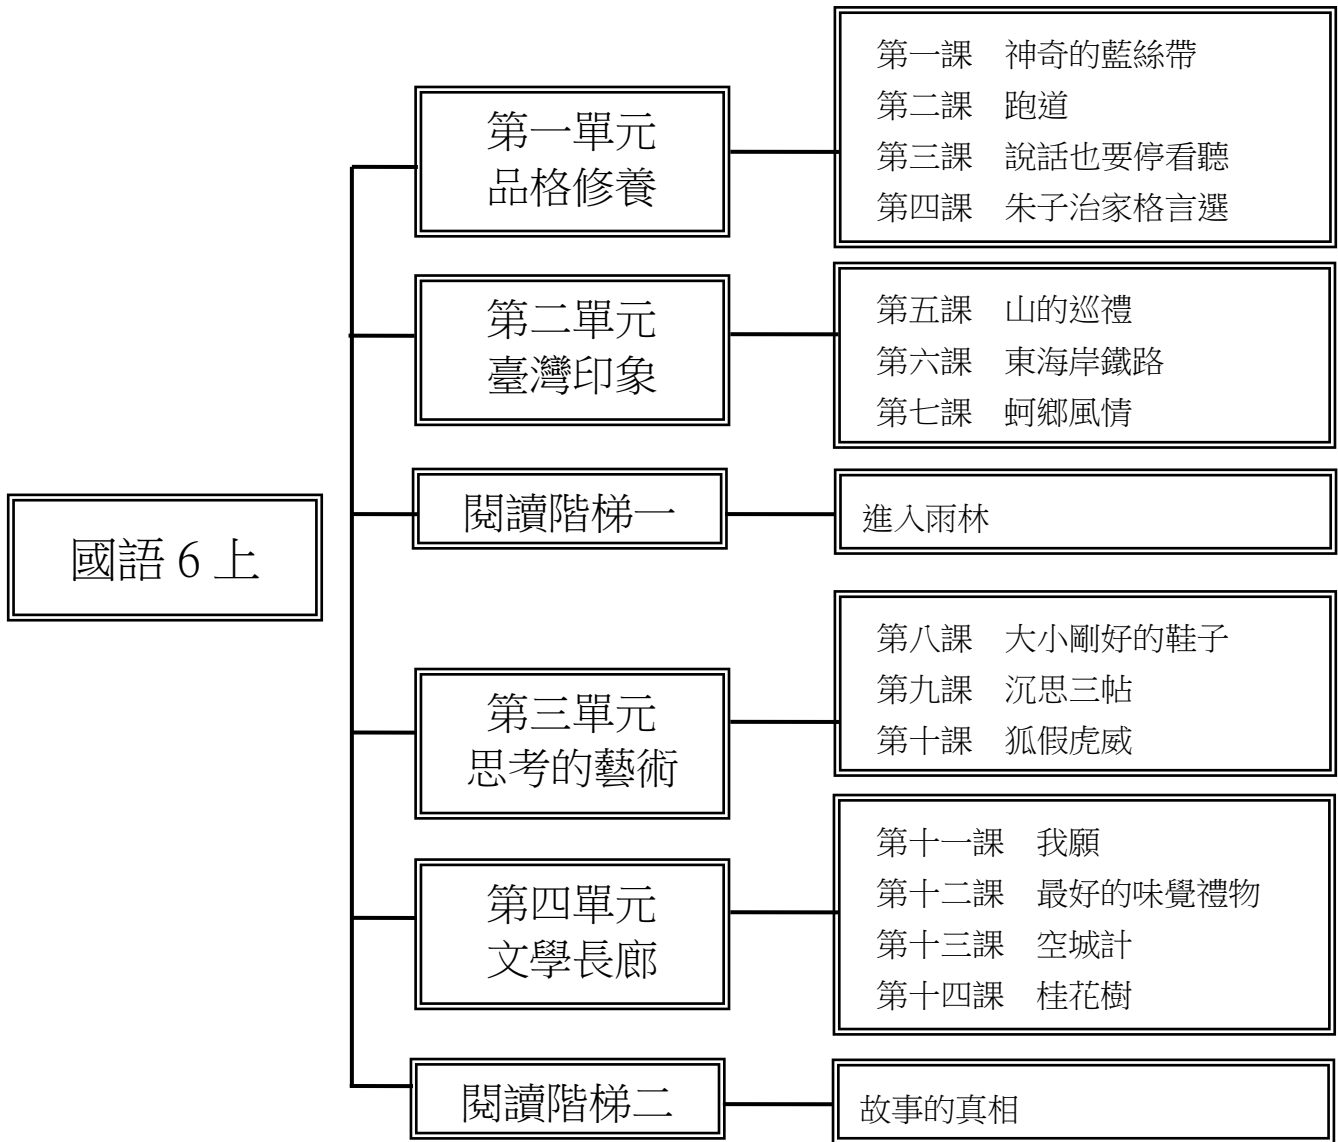 國語 6 上
第一單元
品格修養
第一課　神奇的藍絲帶
第二課　跑道
第三課　說話也要停看聽
第四課　朱子治家格言選
第二單元
臺灣印象
第五課　山的巡禮
第六課　東海岸鐵路
第七課　蚵鄉風情
閱讀階梯一
進入雨林
第三單元
思考的藝術
第八課　大小剛好的鞋子
第九課　沉思三帖
第十課　狐假虎威
第四單元
文學長廊
第十一課　我願
第十二課　最好的味覺禮物
第十三課　空城計
第十四課　桂花樹
閱讀階梯二
故事的真相